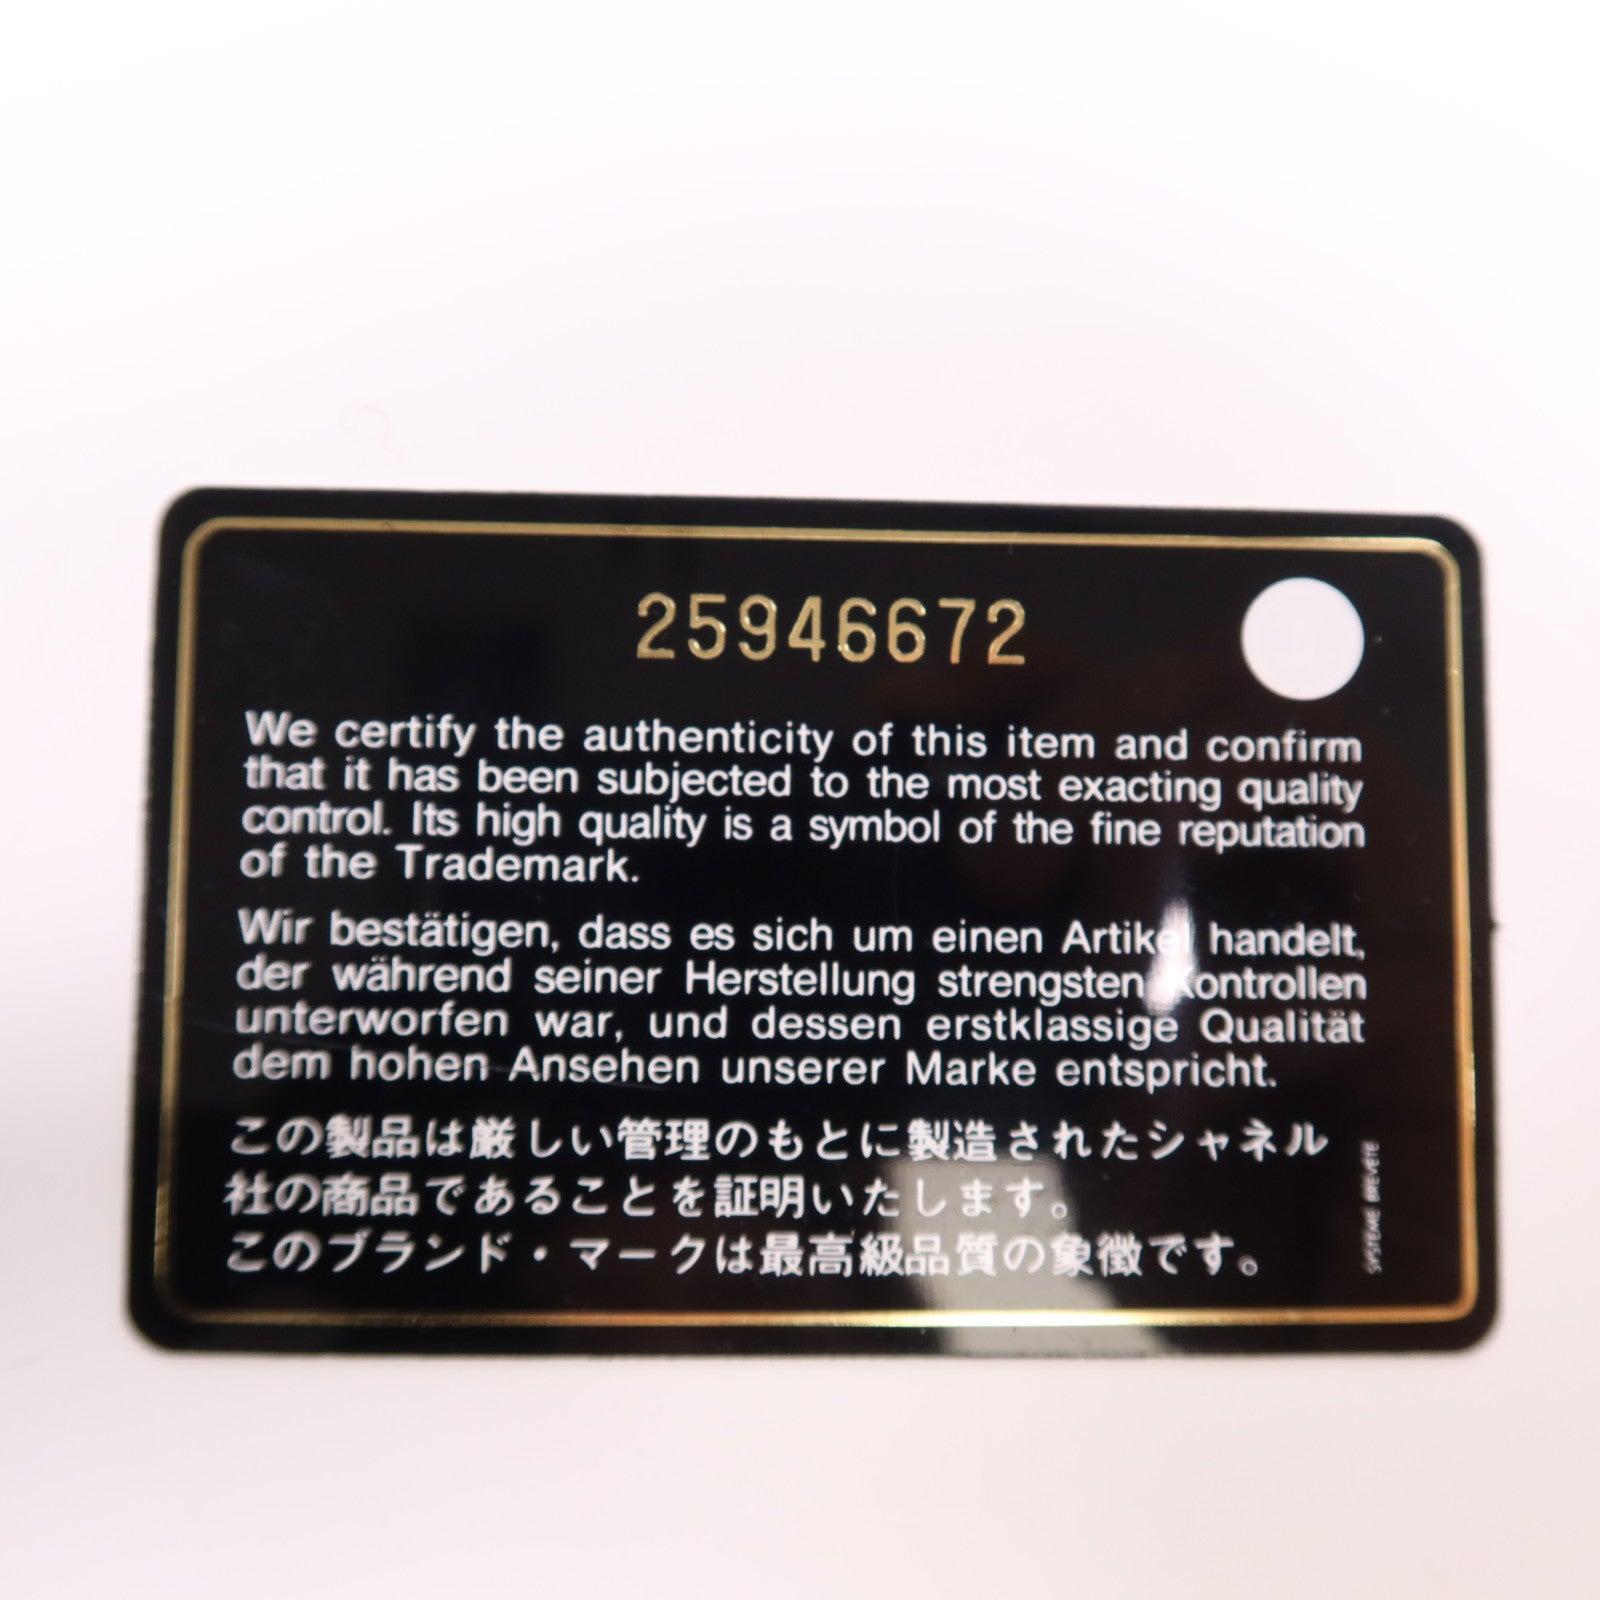 25946672
We certify the authenticity of this item and confirm
that it has been subjected to the most exacting quality
control. Its high quality is a symbol of the fine reputation
of the Trademark.
Wir bestätigen, dass es sich um einen Artikel handelt,
der während seiner Herstellung strengsten Kontrollen
unterworfen war, und dessen erstklassige Qualität
dem hohen Ansehen unserer Marke entspricht.
この製品は厳しい管理のもとに製造されたシャネル
社の商品であることを証明いたします。
このブランド・マークは最高級品質の象徴です。
SYSTEME BREVETE